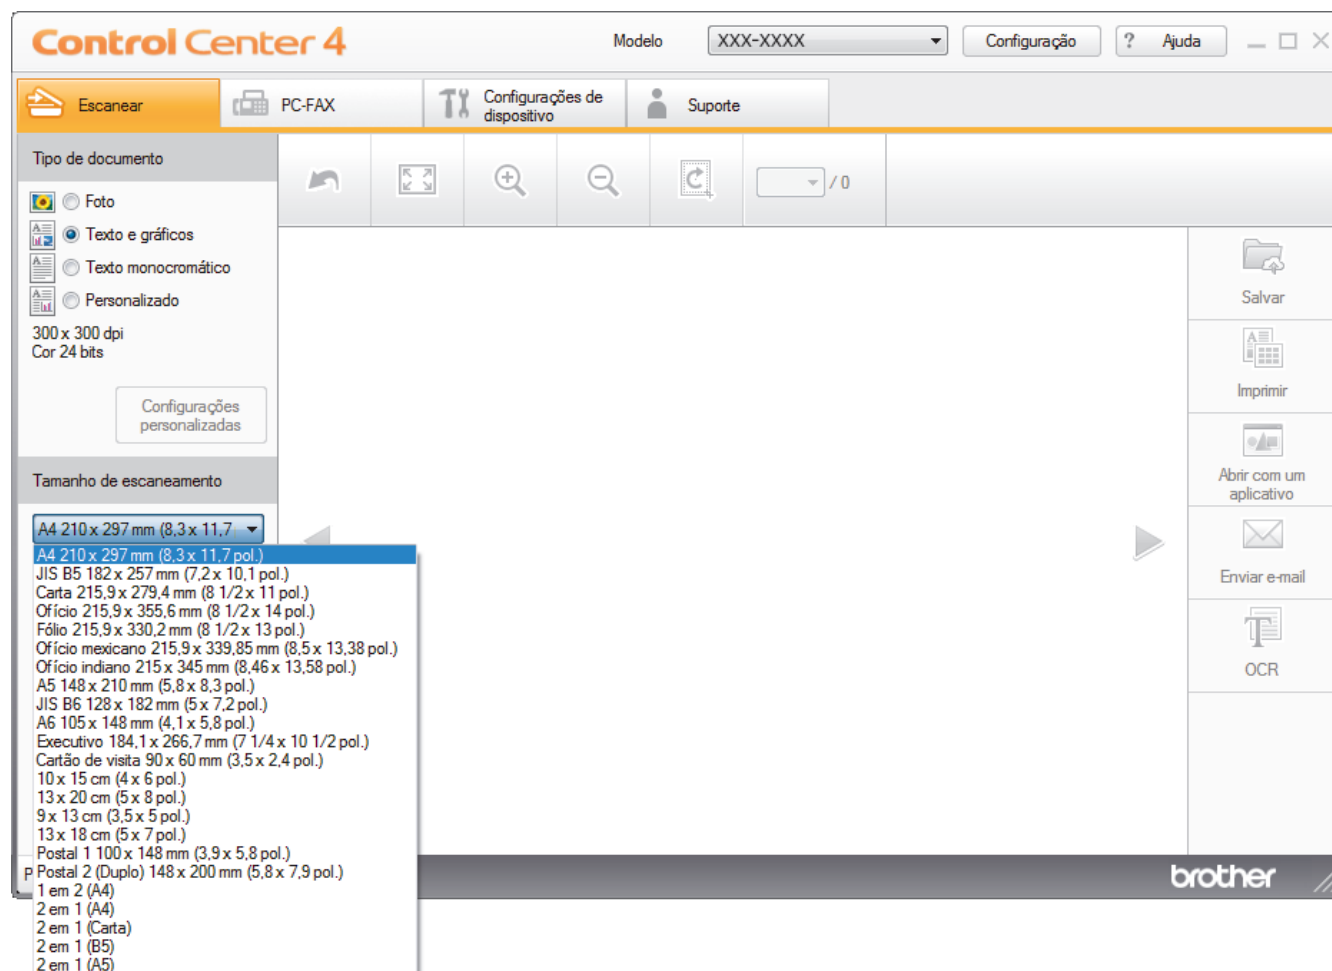 Control Center 4
Modelo
XXX-XXXX
Configuração
? Ajuda
Escanear
PC-FAX
Configurações de
dispositivo
Suporte
Tipo de documento
Foto
Texto e gráficos
Texto monocromático
Personalizado
300 x 300 dpi
Cor 24 bits
Configurações
personalizadas
/ 0
Tamanho de escaneamento
A4 210 x 297 mm (8,3 x 11,7
A4 210 x 297 mm (8,3 x 11,7 pol.)
JIS B5 182 x 257 mm (7,2 x 10,1 pol.)
Carta 215,9 x 279,4 mm (8 1/2 x 11 pol.)
Ofício 215,9 x 355,6 mm (8 1/2 x 14 pol.)
Fólio 215,9 x 330,2 mm (8 1/2 x 13 pol.)
Ofício mexicano 215,9 x 339,85 mm (8,5 x 13,38 pol.)
Ofício indiano 215 x 345 mm (8,46 x 13,58 pol.)
A5 148 x 210 mm (5,8 x 8,3 pol.)
JIS B6 128 x 182 mm (5 x 7,2 pol.)
A6 105 x 148 mm (4,1 x 5,8 pol.)
Executivo 184,1 x 266,7 mm (7 1/4 x 10 1/2 pol.)
Cartão de visita 90 x 60 mm (3,5 x 2,4 pol.)
10 x 15 cm (4 x 6 pol.)
13 x 20 cm (5 x 8 pol.)
9 x 13 cm (3,5 x 5 pol.)
13 x 18 cm (5 x 7 pol.)
Postal 1 100 x 148 mm (3,9 x 5,8 pol.)
Postal 2 (Duplo) 148 x 200 mm (5,8 x 7,9 pol.)
1 em 2 (A4)
2 em 1 (A4)
2 em 1 (Carta)
2 em 1 (B5)
2 em 1 (A5)
Salvar
Imprimir
Abrir com um
aplicativo
Enviar e-mail
OCR
brother